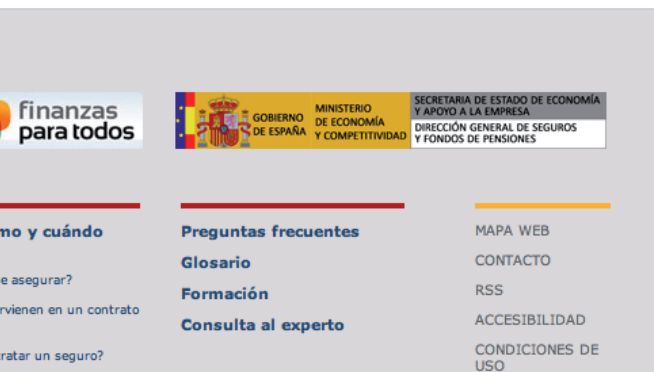 finanzas
para todos
GOBIERNO
DE ESPAÑA
MINISTERIO
DE ECONOMÍA
Y COMPETITIVIDAD
SECRETARIA DE ESTADO DE ECONOMÍA
Y APOYO A LA EMPRESA
DIRECCIÓN GENERAL DE SEGUROS
Y FONDOS DE PENSIONES
mo y cuándo
e asegurar?
rvienen en un contrato
ratar un seguro?
Preguntas frecuentes
Glosario
Formación
Consulta al experto
MAPA WEB
CONTACTO
RSS
ACCESIBILIDAD
CONDICIONES DE
USO